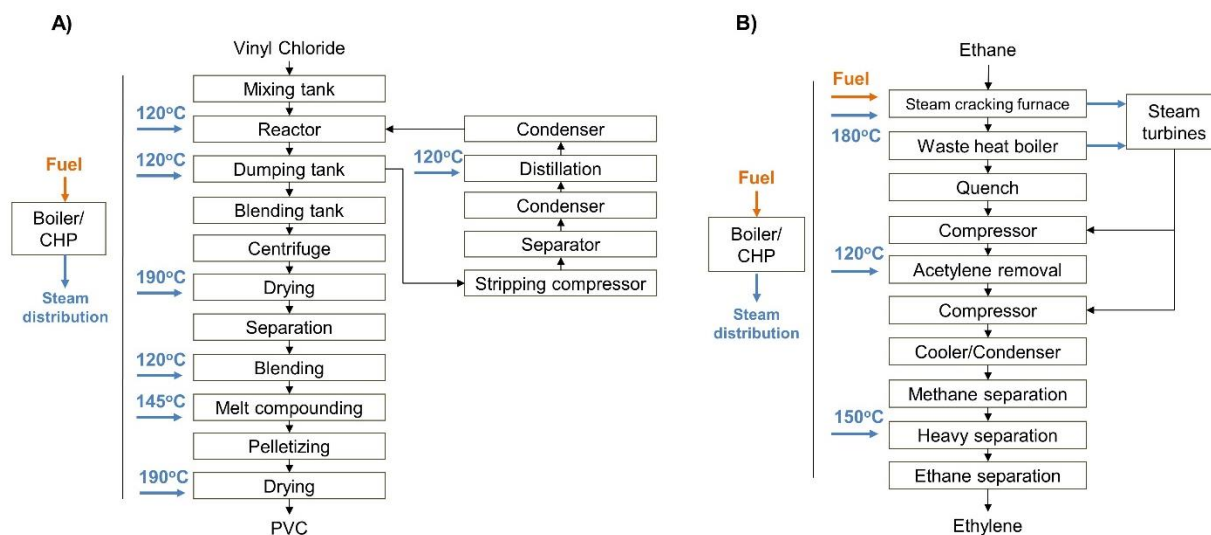 A)
Vinyl Chloride
Mixing tank
120°C
Reactor
Condenser
120°C
Dumping tank
120°C
Distillation
Fuel
Boiler/
CHP
Steam
distribution
Blending tank
Condenser
Centrifuge
Separator
190°C
Drying
Stripping compressor
Separation
120°C
Blending
145°C
Melt compounding
Pelletizing
190°C
Drying
PVC
B)
Ethane
Fuel
Steam cracking furnace
180°C
Steam
turbines
Waste heat boiler
Fuel
Boiler/
CHP
Steam
distribution
Quench
Compressor
120°C
Acetylene removal
Compressor
Cooler/Condenser
Methane separation
150°C
Heavy separation
Ethane separation
Ethylene